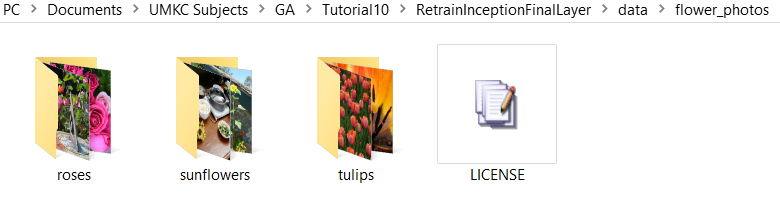 PC > Documents > UMKC Subjects > GA > Tutorial10 > RetrainInceptionFinalLayer > data > flower_photos
roses sunflowers tulips LICENSE